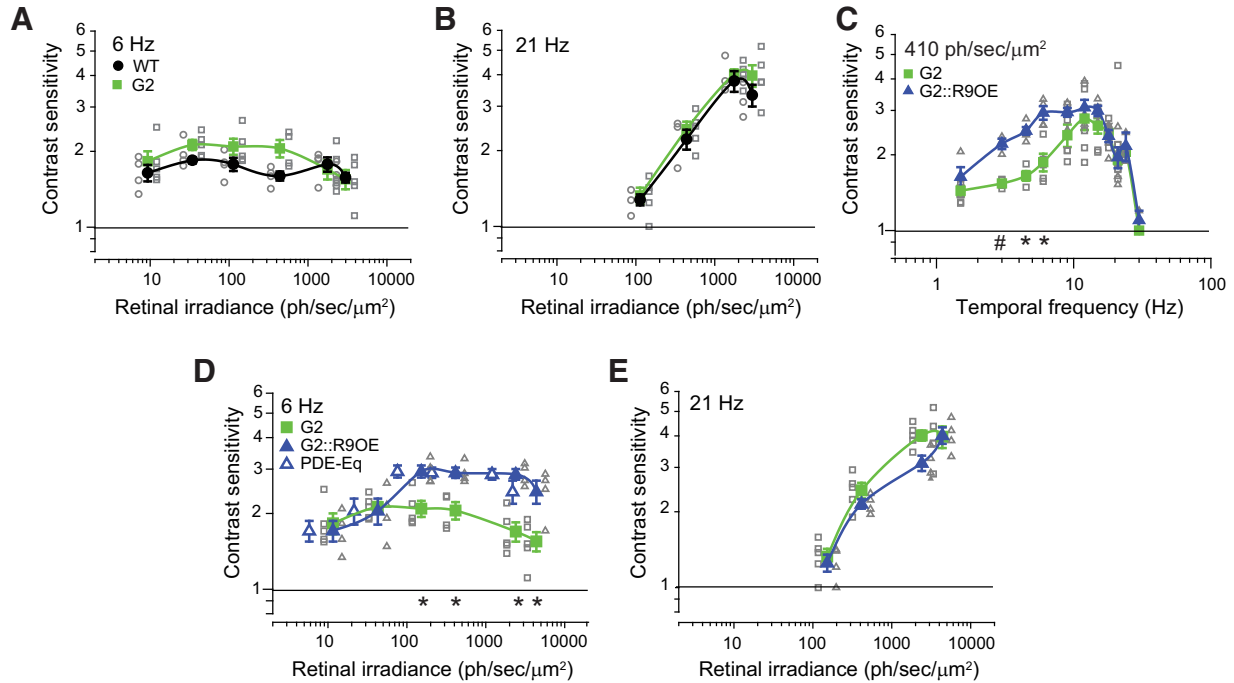 A
6 Hz
WT
G2
Contrast sensitivity
6
5
4
3
2
1
10 100 1000 10000
Retinal irradiance (ph/sec/μm²)
B
21 Hz
Contrast sensitivity
6
5
4
3
2
1
10 100 1000 10000
Retinal irradiance (ph/sec/μm²)
C
410 ph/sec/μm²
G2
G2::R9OE
Contrast sensitivity
6
5
4
3
2
1
# * *
1 10 100
Temporal frequency (Hz)
D
6 Hz
G2
G2::R9OE
PDE-Eq
Contrast sensitivity
6
5
4
3
2
1
* * * *
10 100 1000 10000
Retinal irradiance (ph/sec/μm²)
E
21 Hz
Contrast sensitivity
6
5
4
3
2
1
10 100 1000 10000
Retinal irradiance (ph/sec/μm²)